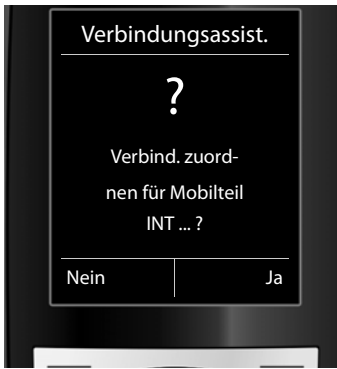 Verbindungsassist.
?
Verbind. zuord-
nen für Mobilteil
INT ... ?
Nein Ja